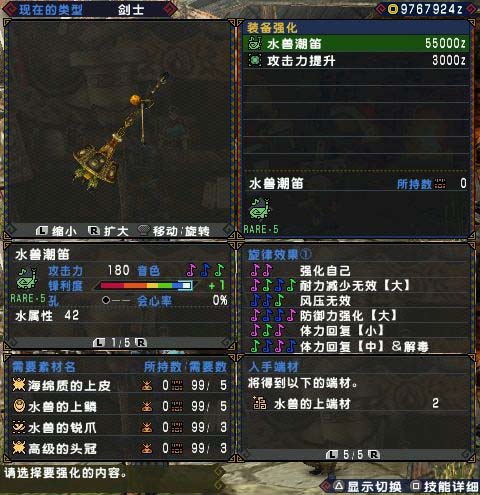 现在的类型 剑士
9767924z
装备强化
水兽潮笛 55000z
攻击力提升 3000z
水兽潮笛 所持数 0
RARE-5
L 缩小 R 扩大 移动/旋转
水兽潮笛
攻击力 180 音色
RARE-5
锋利度 +1
孔 ●—— 会心率 0%
水属性 42
L 1/5 R
旋律效果①
强化自己
耐力减少无效【大】
风压无效
防御力强化【大】
体力回复【小】
体力回复【中】&解毒
需要素材名 所持数/需要数
海绵质的上皮 0 99/ 5
水兽的上鳞 0 99/ 5
水兽的锐爪 0 99/ 3
高级的头冠 0 99/ 3
入手端材
将得到以下的端材.
水兽的上端材 2
L 5/5 R
请选择要强化的内容。
△显示切换 □技能详细